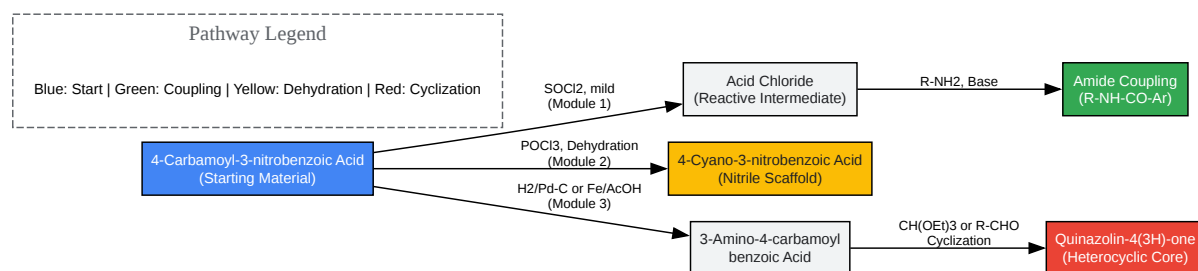 Pathway Legend
Blue: Start | Green: Coupling | Yellow: Dehydration | Red: Cyclization
4-Carbamoyl-3-nitrobenzoic Acid
(Starting Material)
SOCl2, mild
(Module 1)
Acid Chloride
(Reactive Intermediate)
R-NH2, Base
Amide Coupling
(R-NH-CO-Ar)
POCl3, Dehydration
(Module 2)
4-Cyano-3-nitrobenzoic Acid
(Nitrile Scaffold)
H2/Pd-C or Fe/AcOH
(Module 3)
3-Amino-4-carbamoyl
benzoic Acid
CH(OEt)3 or R-CHO
Cyclization
Quinazolin-4(3H)-one
(Heterocyclic Core)